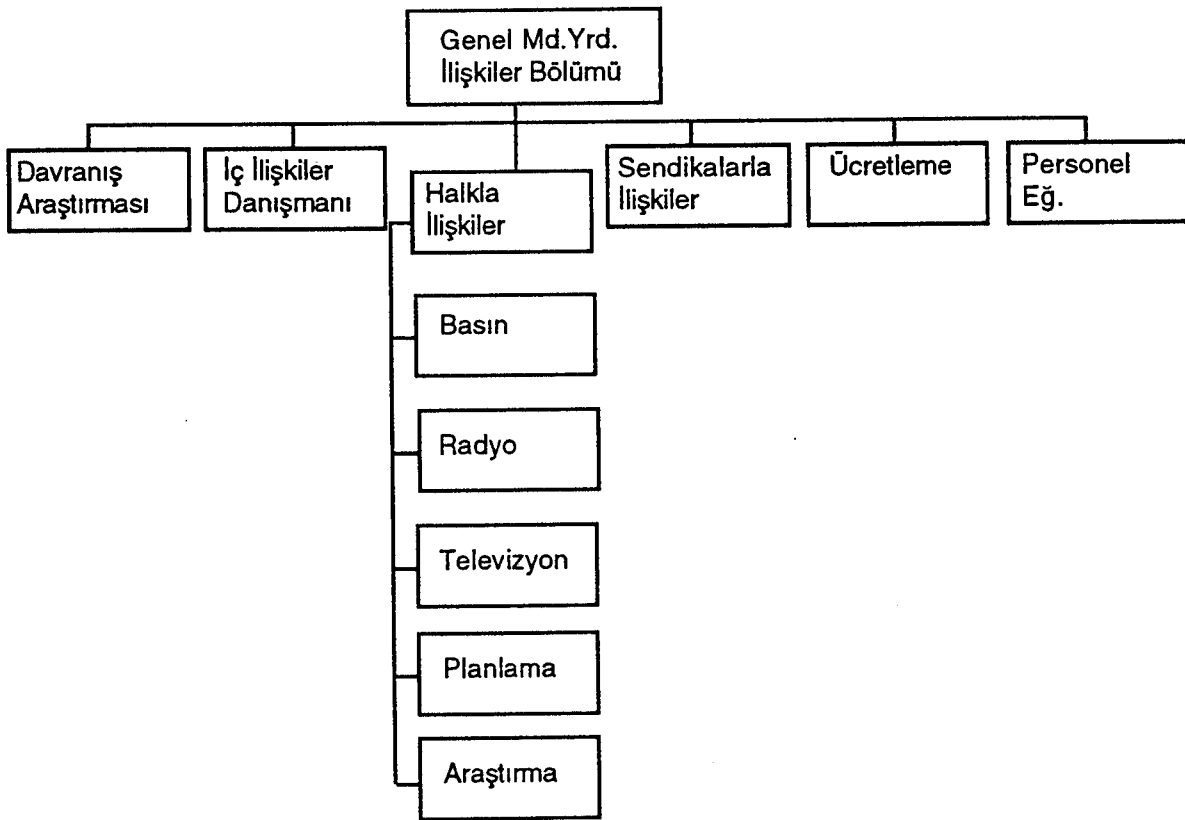 Genel Md.Yrd.
İlişkiler Bölümü
Davranış
Araştırması
İç İlişkiler
Danışmanı
Halkla
İlişkiler
Sendikalarla
İlişkiler
Ücretleme
Personel
Eğ.
Basın
Radyo
Televizyon
Planlama
Araştırma